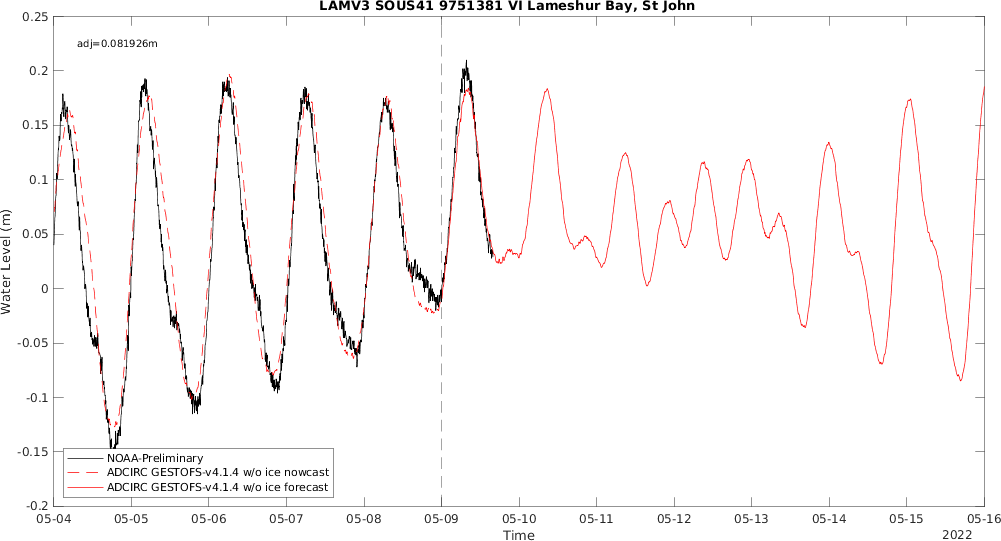 LAMV3 SOUS41 9751381 VI Lameshur Bay, St John
adj=0.081926m
0.25
0.2
0.15
0.1
0.05
0
-0.05
-0.1
-0.15
-0.2
Water Level (m)
NOAA-Preliminary
ADCIRC GESTOFS-v4.1.4 w/o ice nowcast
ADCIRC GESTOFS-v4.1.4 w/o ice forecast
05-04 05-05 05-06 05-07 05-08 05-09 05-10 05-11 05-12 05-13 05-14 05-15 05-16
Time
2022